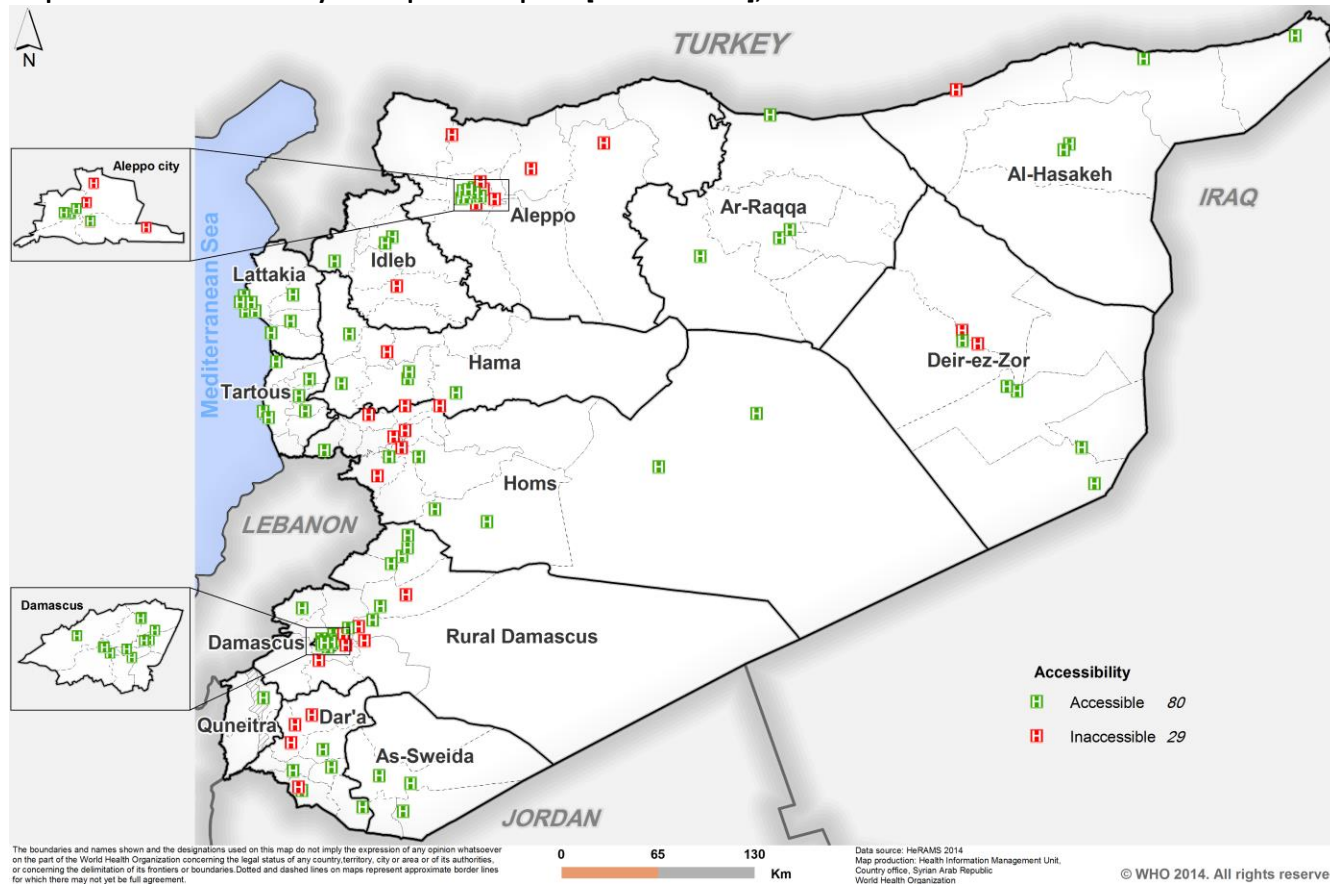 N
TURKEY
Aleppo city
Al-Hasakeh
IRAQ
Ar-Raqqa
Aleppo
Idleb
Lattakia
Mediterranean Sea
Hama
Deir-ez-Zor
Tartous
Homs
LEBANON
Damascus
Damascus
Rural Damascus
Quneitra
Dar'a
As-Sweida
JORDAN
Accessibility
H Accessible 80
H Inaccessible 29
The boundaries and names shown and the designations used on this map do not imply the expression of any opinion whatsoever
on the part of the World Health Organization concerning the legal status of any country,territory, city or area or of its authorities,
or concerning the delimitation of its frontiers or boundaries.Dotted and dashed lines on maps represent approximate border lines
for which there may not yet be full agreement.
0 65 130
Km
Data source: HeRAMS 2014
Map production: Health Information Management Unit,
Country office, Syrian Arab Republic
World Health Organization
© WHO 2014. All rights reserve